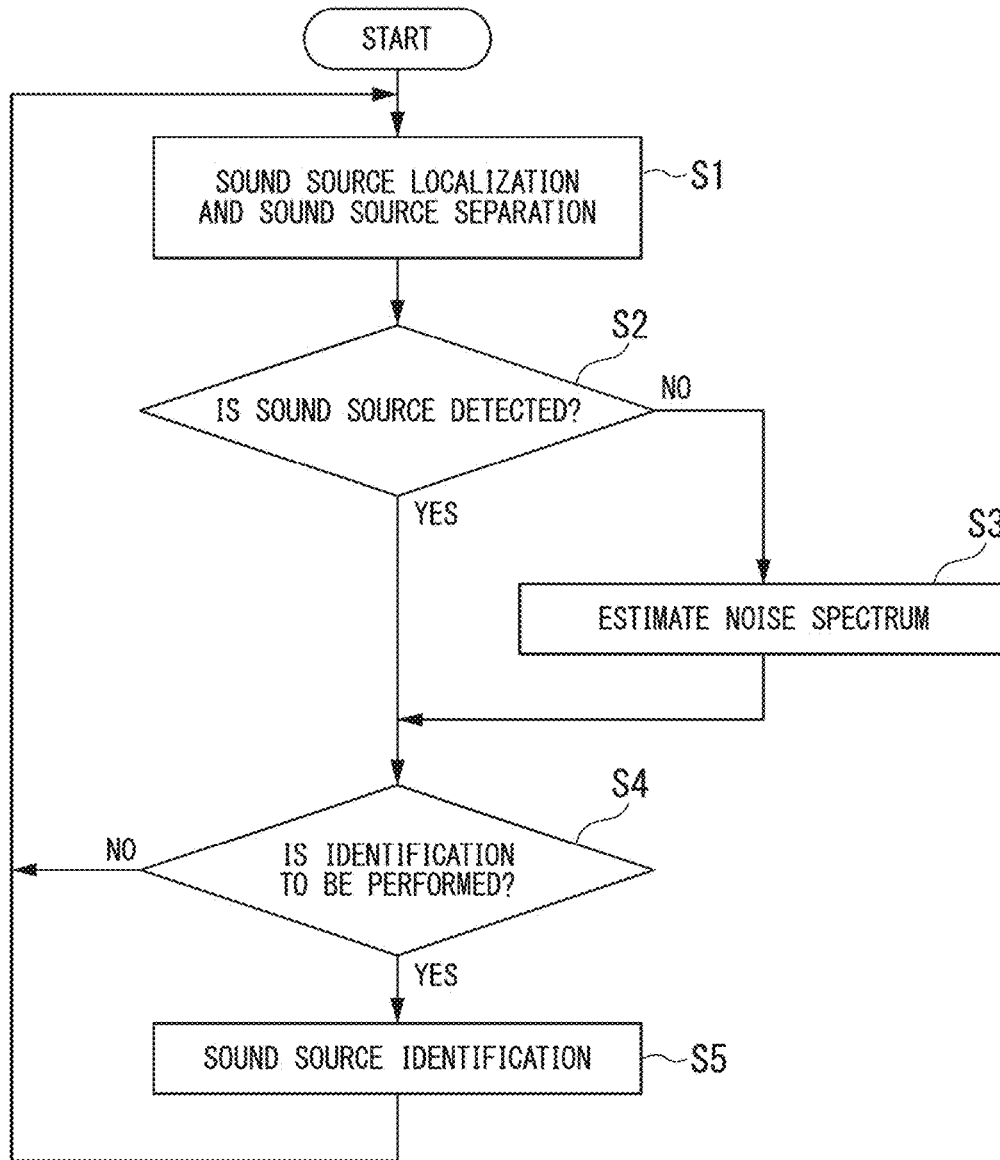 START
SOUND SOURCE LOCALIZATION
AND SOUND SOURCE SEPARATION
S1
S2
IS SOUND SOURCE DETECTED?
NO
YES
S3
ESTIMATE NOISE SPECTRUM
S4
IS IDENTIFICATION
TO BE PERFORMED?
NO
YES
SOUND SOURCE IDENTIFICATION
S5